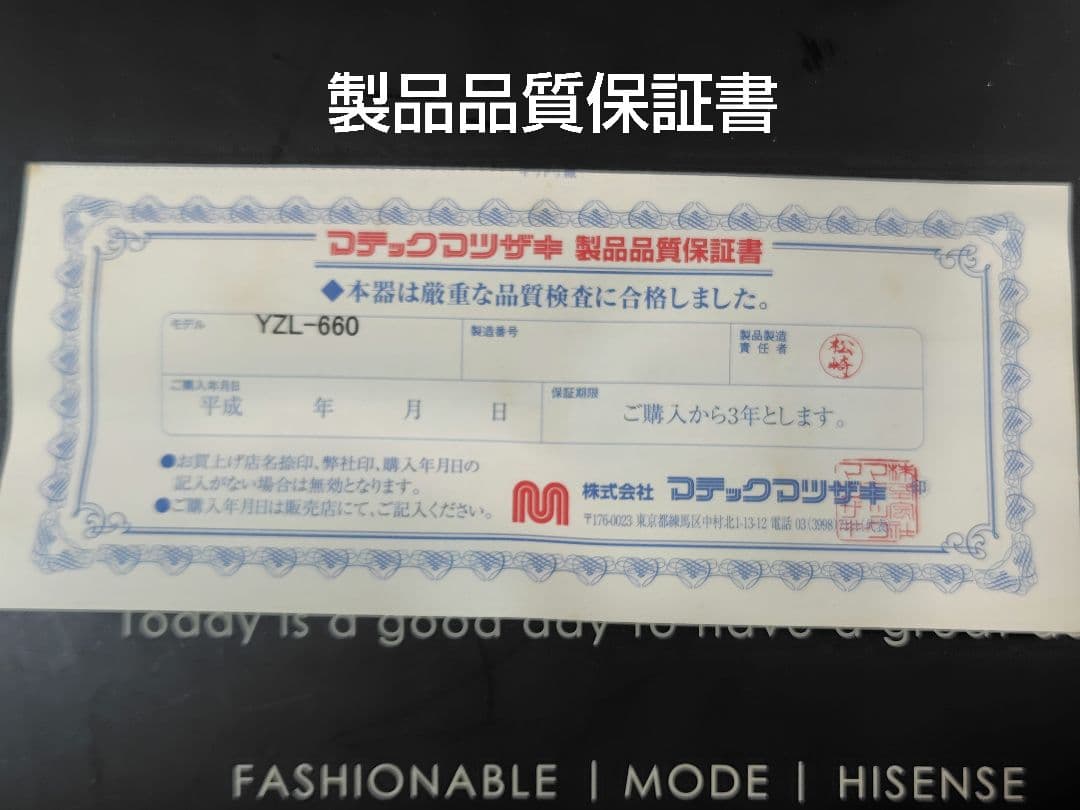 製品品質保証書
マテックマツザキ 製品品質保証書
◆本器は厳重な品質検査に合格しました。
モデル YZL-660
製造番号
製品製造
責任者
松崎
ご購入年月日
平成 年 月 日
保証期限
ご購入から3年とします。
●お買上げ店名捺印、弊社印、購入年月日の
記入がない場合は無効となります。
●ご購入年月日は販売店にて、ご記入ください。
株式会社 マテックマツザキ 印
〒176-0023 東京都練馬区中村北1-13-12 電話 03(3998)
Today is a good day to have a great
FASHIONABLE | MODE | HISENSE